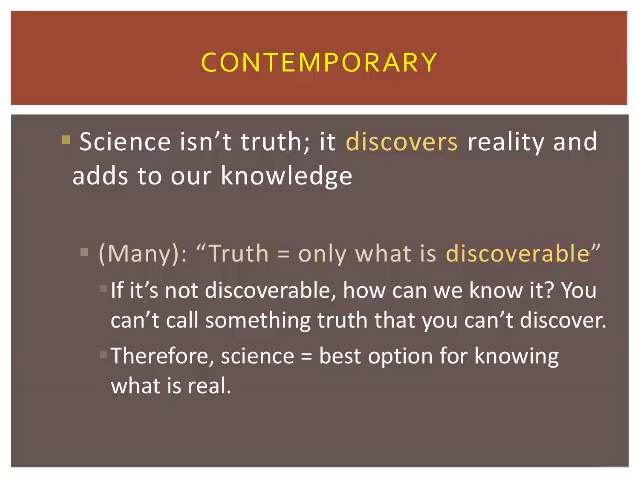 CONTEMPORARY
▪ Science isn’t truth; it discovers reality and
adds to our knowledge
▪ (Many): “Truth = only what is discoverable”
▪If it’s not discoverable, how can we know it? You
can’t call something truth that you can’t discover.
▪Therefore, science = best option for knowing
what is real.